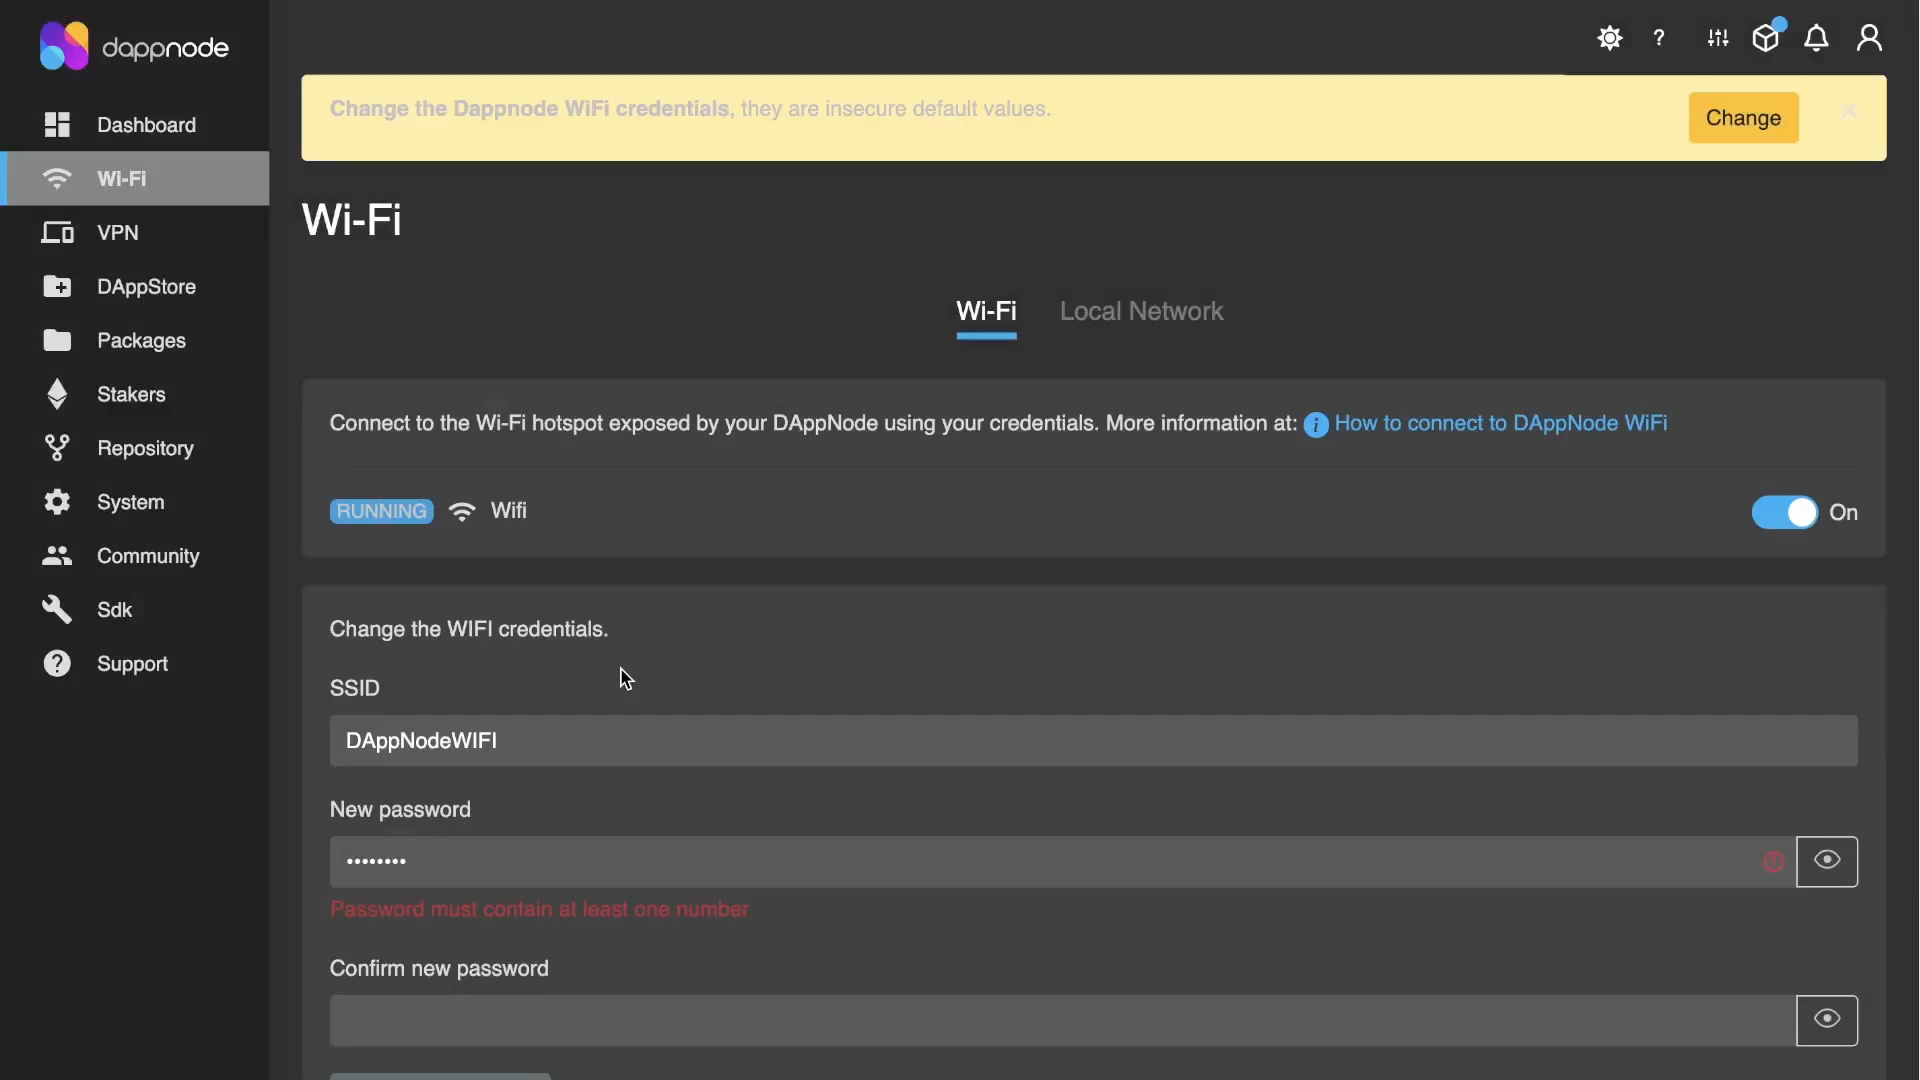 dappnode
Dashboard
Wi-Fi
VPN
DAppStore
Packages
Stakers
Repository
System
Community
Sdk
Support
?
Change the Dappnode WiFi credentials, they are insecure default values.
Change
×
Wi-Fi
Wi-Fi Local Network
Connect to the Wi-Fi hotspot exposed by your DAppNode using your credentials. More information at: i How to connect to DAppNode WiFi
RUNNING Wifi
On
Change the WIFI credentials.
SSID
DAppNodeWIFI
New password
••••••••
Password must contain at least one number
Confirm new password